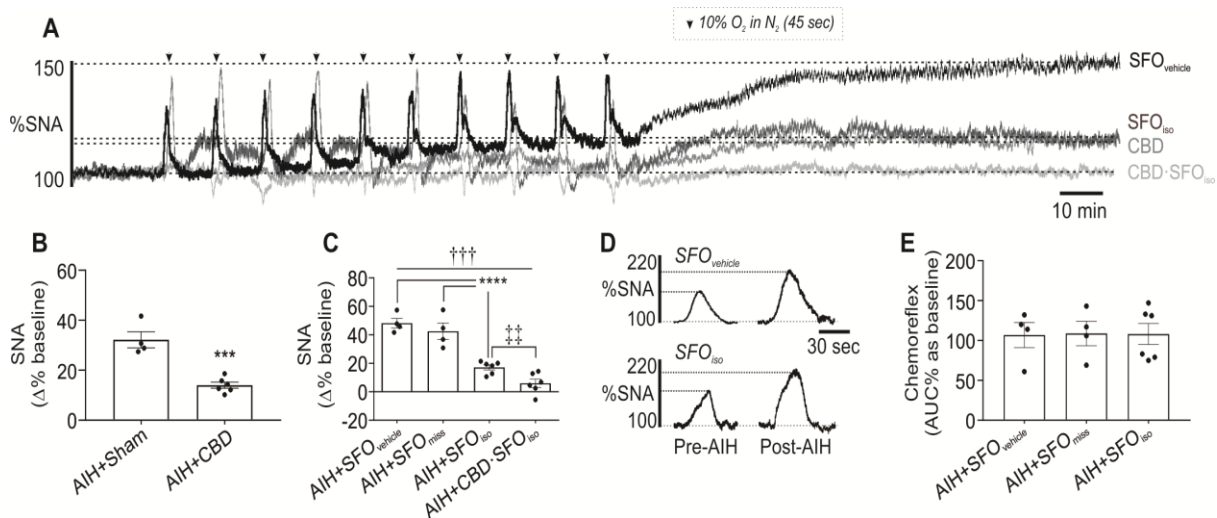 A
▼ 10% O2 in N2 (45 sec)
150
%SNA
100
SFOvehicle
SFOiso
CBD
CBD·SFOiso
10 min
B
SNA
(Δ% baseline)
60
40
20
0
***
AIH+Sham
AIH+CBD
C
SNA
(Δ% baseline)
80
60
40
20
0
-20
†††
****
‡‡
‡‡
AIH+SFOvehicle
AIH+SFOmiss
AIH+SFOiso
AIH+CBD·SFOiso
D
SFOvehicle
220
%SNA
100
30 sec
SFOiso
220
%SNA
100
Pre-AIH
Post-AIH
E
Chemoreflex
(AUC% as baseline)
200
150
100
50
0
AIH+SFOvehicle
AIH+SFOmiss
AIH+SFOiso